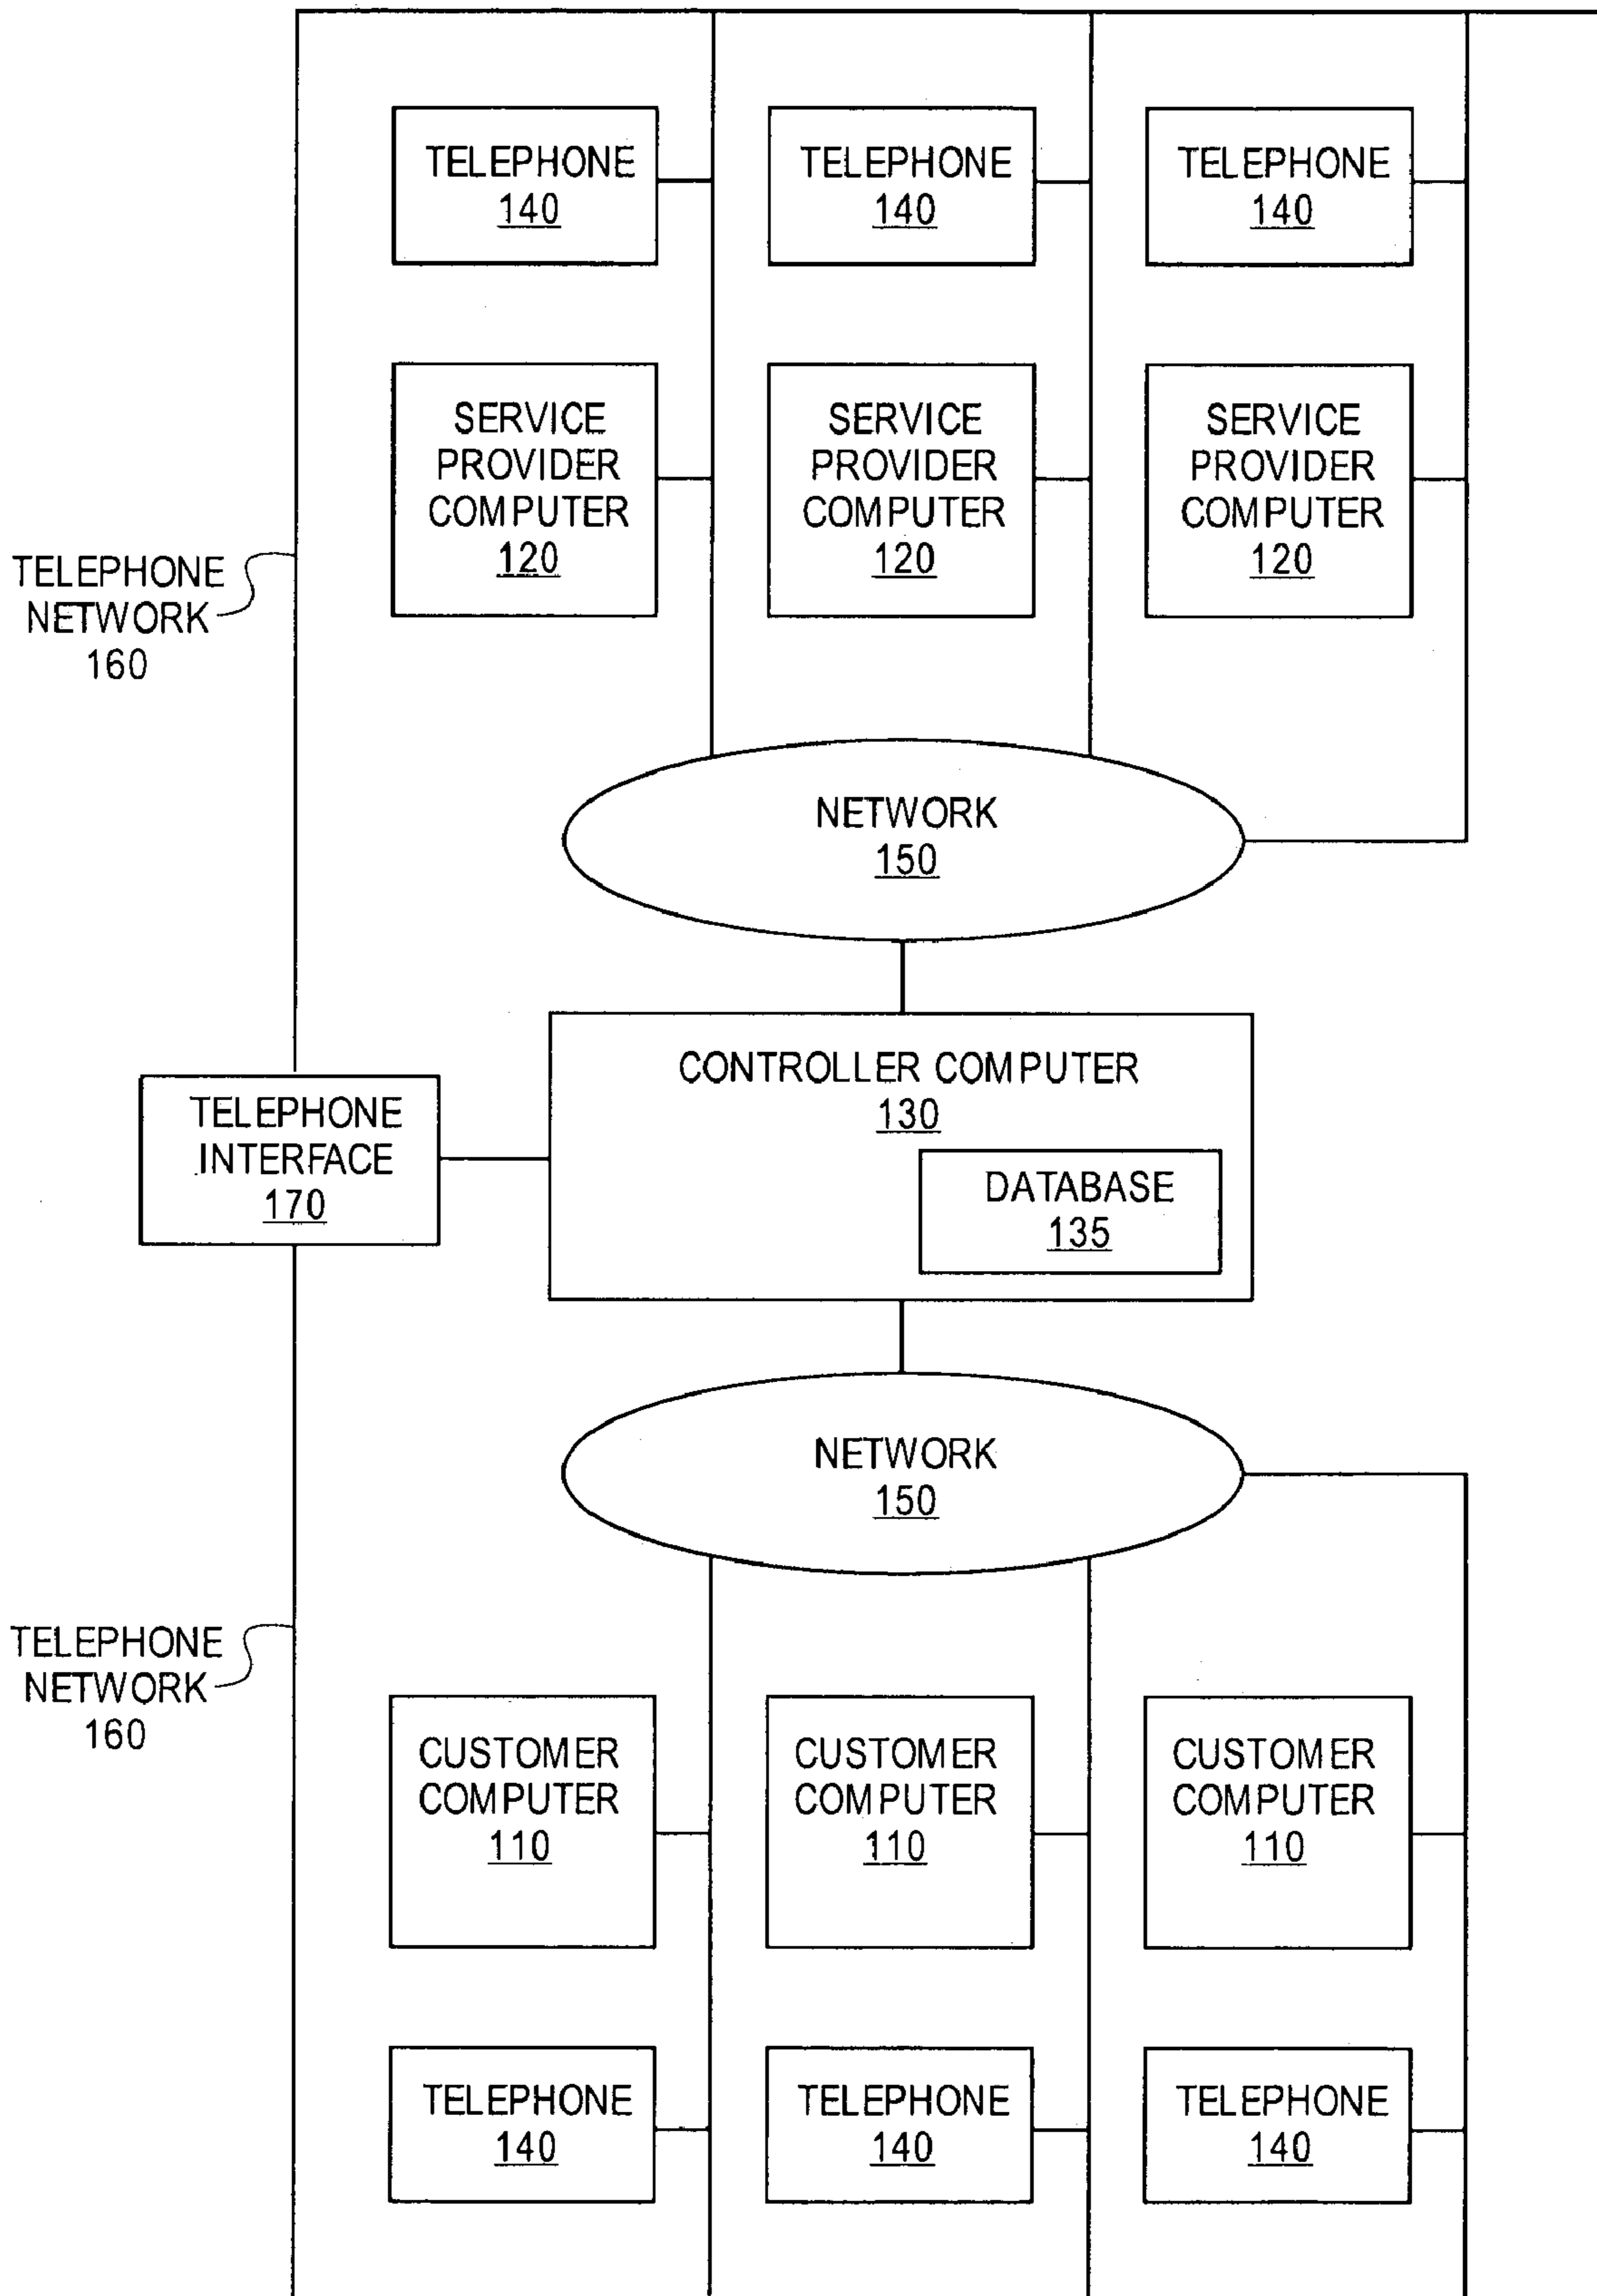 TELEPHONE
140
TELEPHONE
140
TELEPHONE
140
SERVICE
PROVIDER
COMPUTER
120
SERVICE
PROVIDER
COMPUTER
120
SERVICE
PROVIDER
COMPUTER
120
TELEPHONE
NETWORK
160
NETWORK
150
CONTROLLER COMPUTER
130
TELEPHONE
INTERFACE
170
DATABASE
135
NETWORK
150
TELEPHONE
NETWORK
160
CUSTOMER
COMPUTER
110
CUSTOMER
COMPUTER
110
CUSTOMER
COMPUTER
110
TELEPHONE
140
TELEPHONE
140
TELEPHONE
140